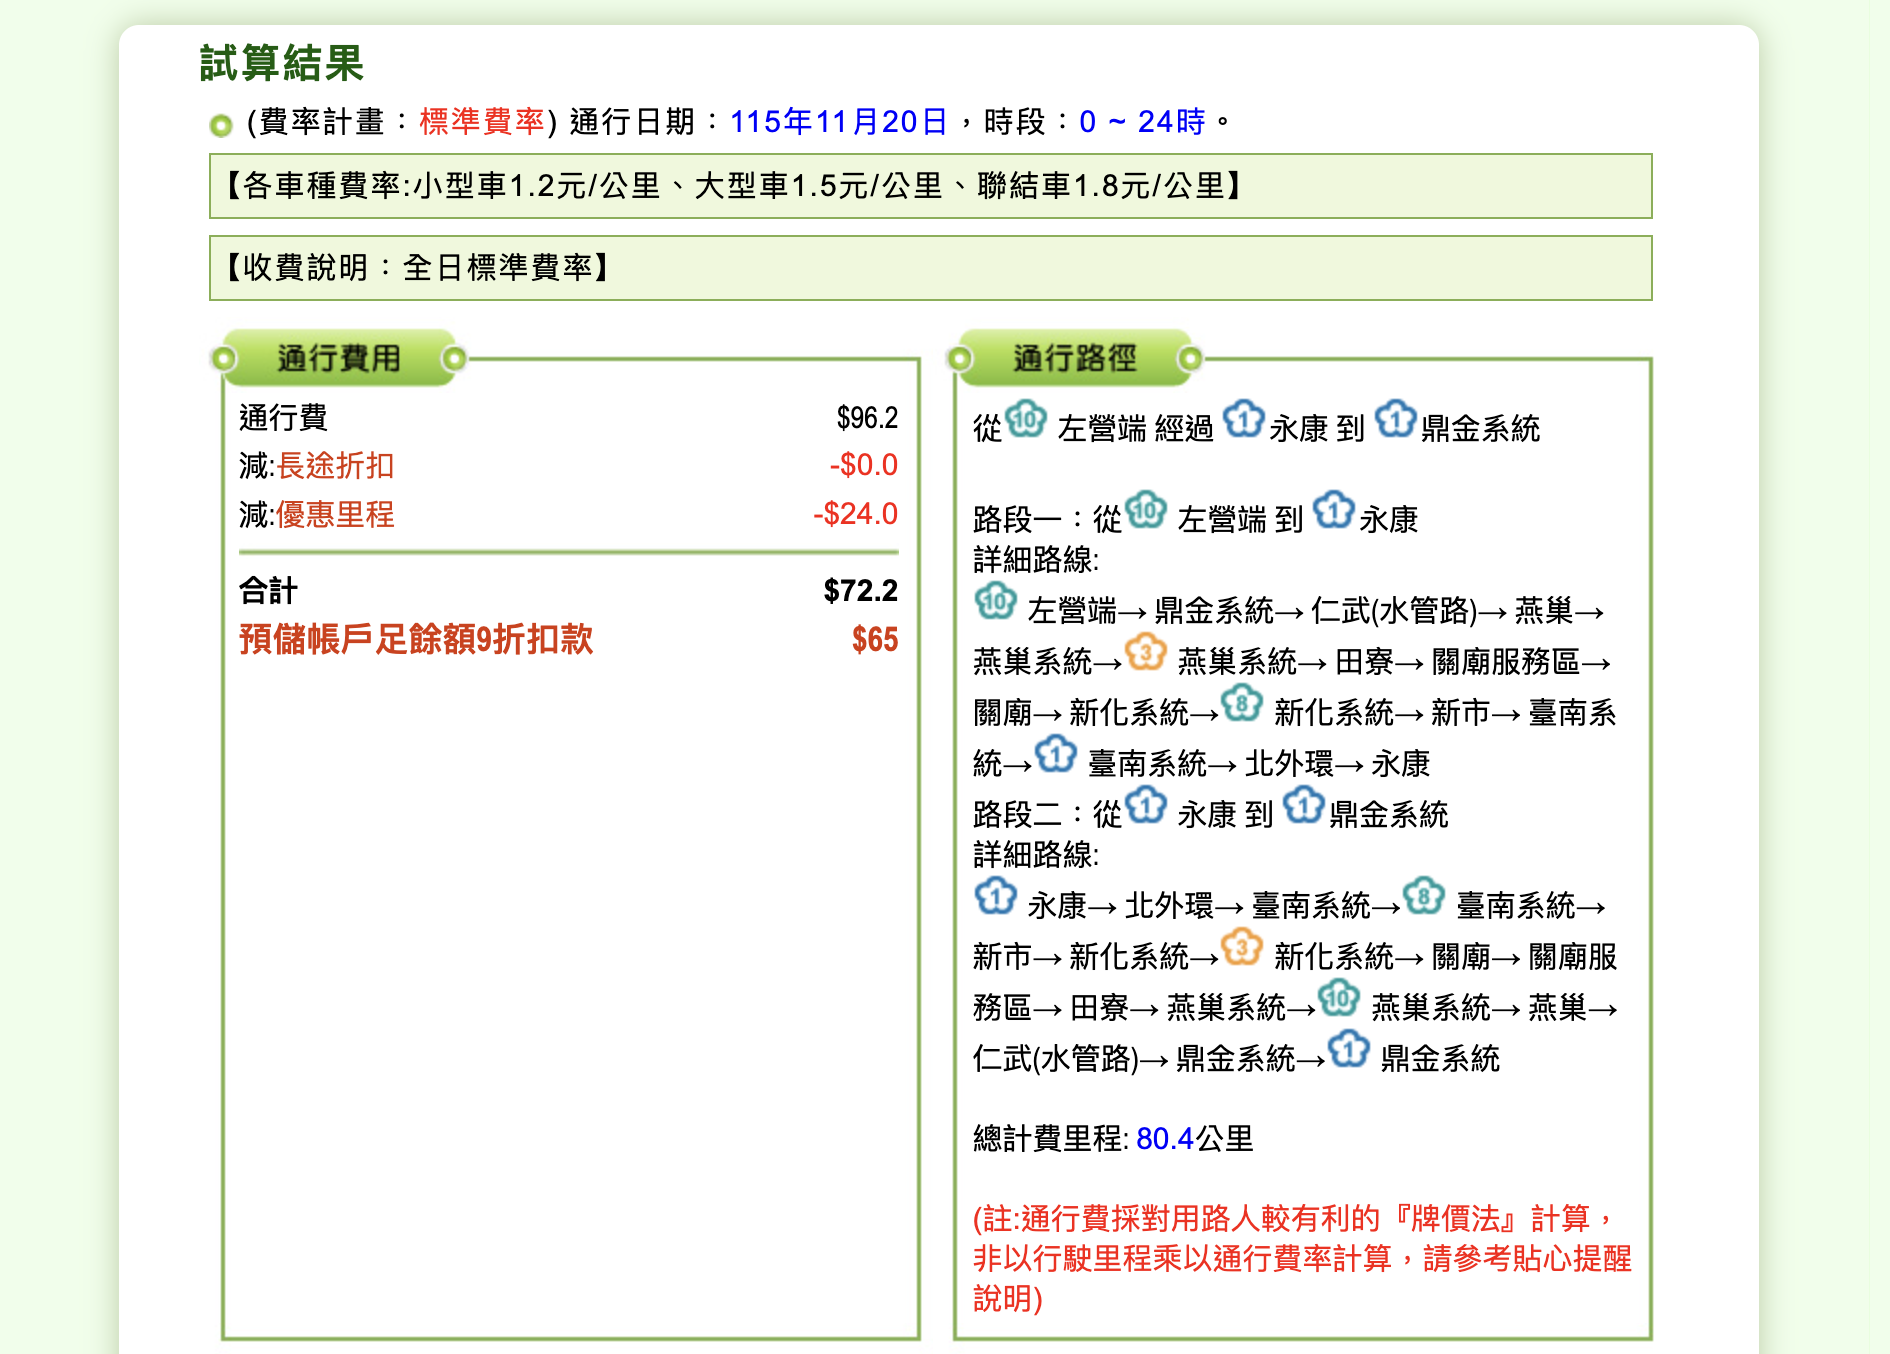 試算結果
(費率計畫：標準費率) 通行日期：115年11月20日，時段：0 ~ 24時。
【各車種費率:小型車1.2元/公里、大型車1.5元/公里、聯結車1.8元/公里】
【收費說明：全日標準費率】
通行費用
通行費 $96.2
減:長途折扣 -$0.0
減:優惠里程 -$24.0
合計 $72.2
預儲帳戶足餘額9折扣款 $65
通行路徑
從10 左營端 經過 1永康 到 1鼎金系統
路段一：從10 左營端 到 1永康
詳細路線:
10 左營端→ 鼎金系統→ 仁武(水管路)→ 燕巢→
燕巢系統→3 燕巢系統→ 田寮→ 關廟服務區→
關廟→ 新化系統→8 新化系統→ 新市→ 臺南系
統→1 臺南系統→ 北外環→ 永康
路段二：從1 永康 到 1鼎金系統
詳細路線:
1 永康→ 北外環→ 臺南系統→8 臺南系統→
新市→ 新化系統→3 新化系統→ 關廟→ 關廟服
務區→ 田寮→ 燕巢系統→10 燕巢系統→ 燕巢→
仁武(水管路)→ 鼎金系統→1 鼎金系統
總計費里程: 80.4公里
(註:通行費採對用路人較有利的『牌價法』計算，
非以行駛里程乘以通行費率計算，請參考貼心提醒
說明)